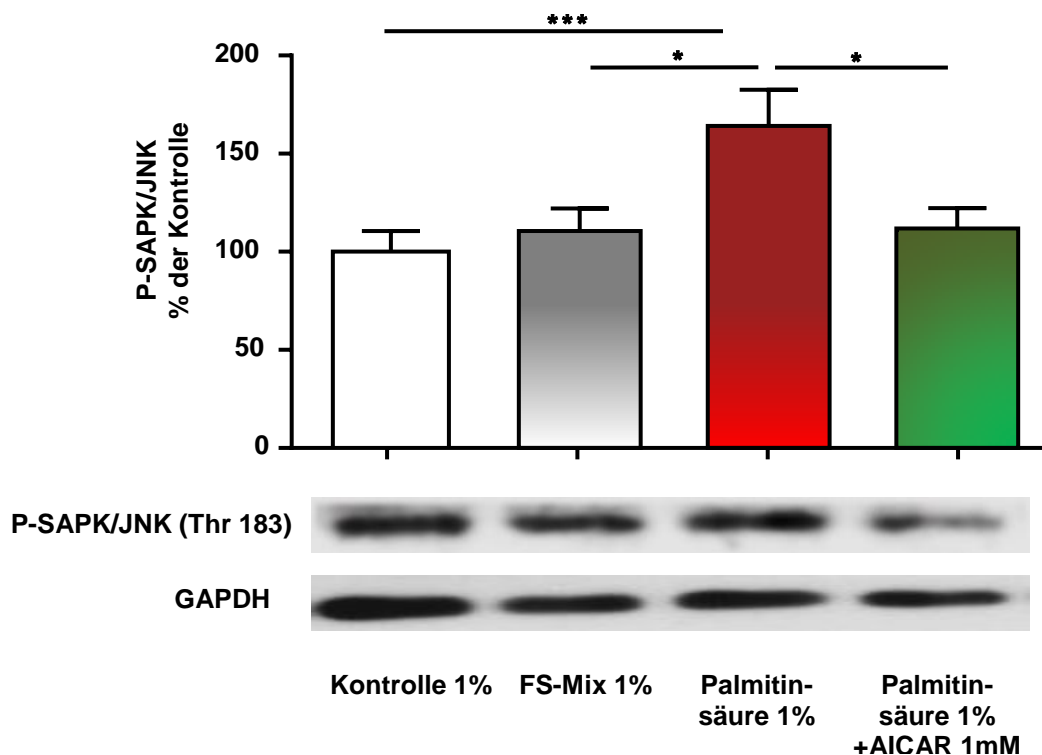 ***
200
*
*
150
P-SAPK/JNK
% der Kontrolle
100
50
0
P-SAPK/JNK (Thr 183)
GAPDH
Kontrolle 1%
FS-Mix 1%
Palmitin-
säure 1%
Palmitin-
säure 1%
+AICAR 1mM